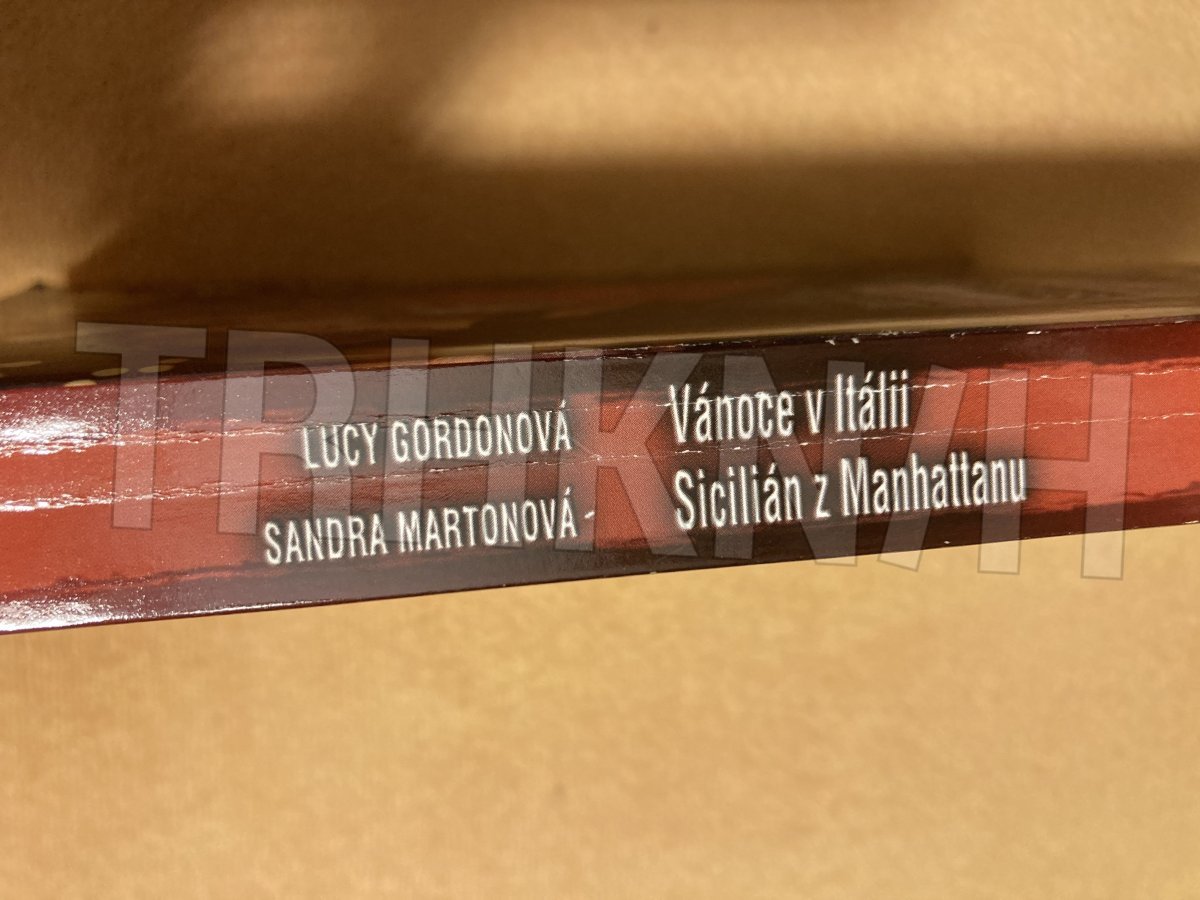 LUCY GORDONOVÁ Vánoce v Itálii
SANDRA MARTONOVÁ - Sicilián z Manhattanu
TRHKNIH